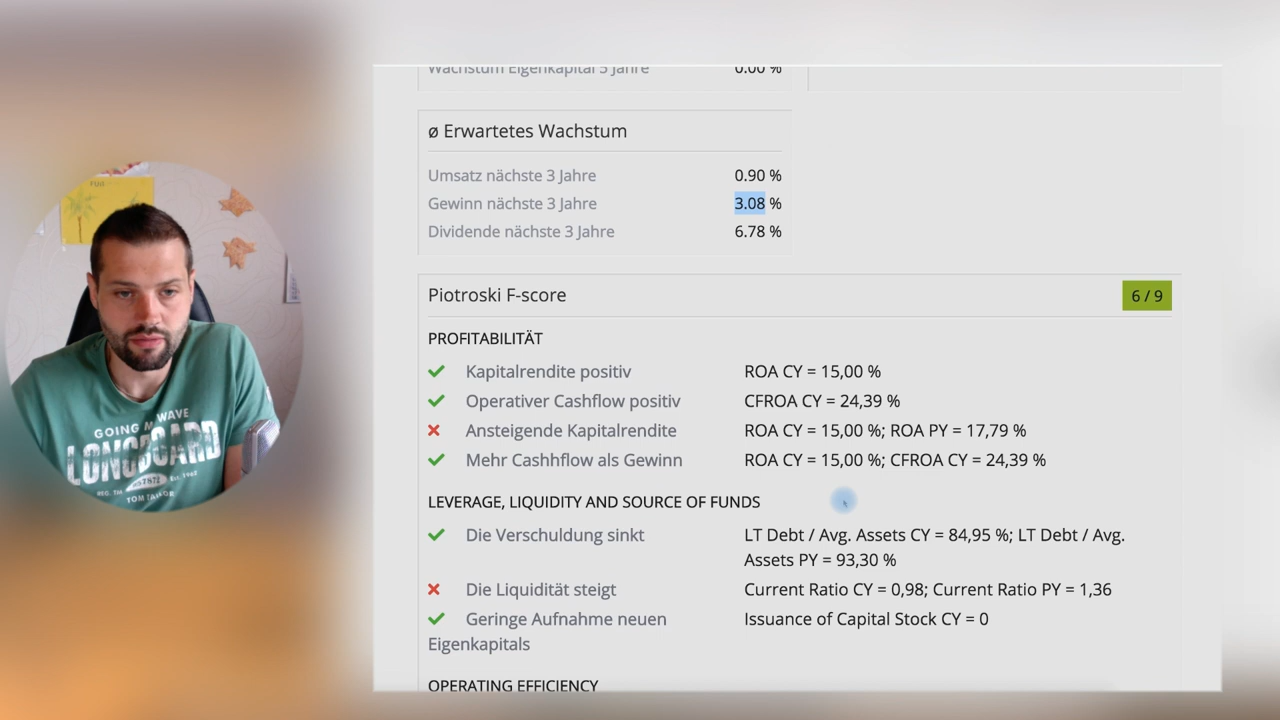 Wachstum Eigenkapital 5 Jahre 0.00 %
ø Erwartetes Wachstum
Umsatz nächste 3 Jahre 0.90 %
Gewinn nächste 3 Jahre 3.08 %
Dividende nächste 3 Jahre 6.78 %
Piotroski F-score 6 / 9
PROFITABILITÄT
Kapitalrendite positiv ROA CY = 15,00 %
Operativer Cashflow positiv CFROA CY = 24,39 %
Ansteigende Kapitalrendite ROA CY = 15,00 %; ROA PY = 17,79 %
Mehr Cashhflow als Gewinn ROA CY = 15,00 %; CFROA CY = 24,39 %
LEVERAGE, LIQUIDITY AND SOURCE OF FUNDS
Die Verschuldung sinkt LT Debt / Avg. Assets CY = 84,95 %; LT Debt / Avg.
Assets PY = 93,30 %
Die Liquidität steigt Current Ratio CY = 0,98; Current Ratio PY = 1,36
Geringe Aufnahme neuen Issuance of Capital Stock CY = 0
Eigenkapitals
OPERATING EFFICIENCY
FIJI
GOING WAVE
LONGBOARD
REG. TM
Est. 1962
TOM TAILOR